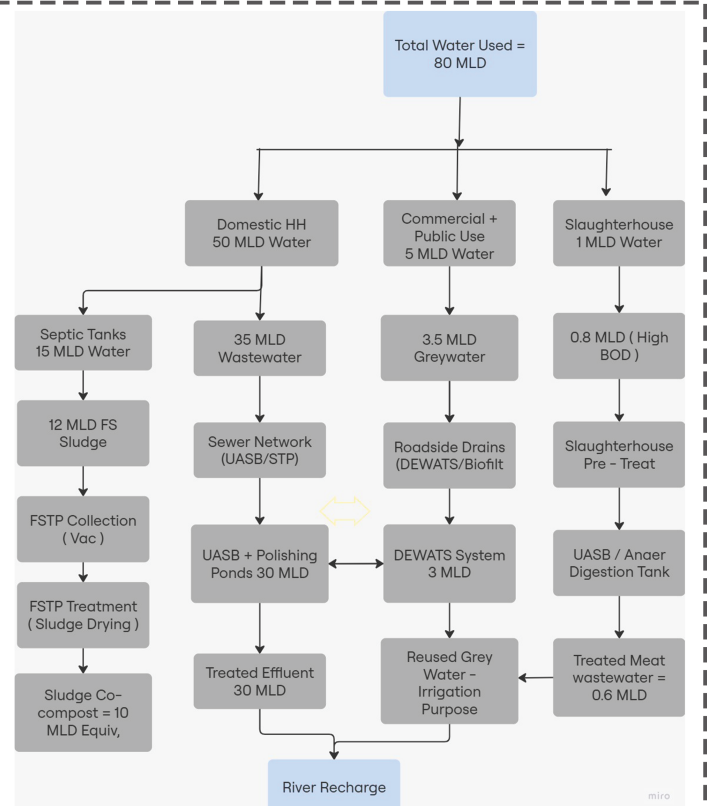 Total Water Used =
80 MLD
Domestic HH
50 MLD Water
Commercial +
Public Use
5 MLD Water
Slaughterhouse
1 MLD Water
Septic Tanks
15 MLD Water
35 MLD
Wastewater
3.5 MLD
Greywater
0.8 MLD ( High
BOD )
12 MLD FS
Sludge
Sewer Network
(UASB/STP)
Roadside Drains
(DEWATS/Biofilt
Slaughterhouse
Pre - Treat
FSTP Collection
( Vac )
UASB + Polishing
Ponds 30 MLD
DEWATS System
3 MLD
UASB / Anaer
Digestion Tank
FSTP Treatment
( Sludge Drying )
Treated Effluent
30 MLD
Reused Grey
Water -
Irrigation
Purpose
Treated Meat
wastewater =
0.6 MLD
Sludge Co-
compost = 10
MLD Equiv,
River Recharge
miro